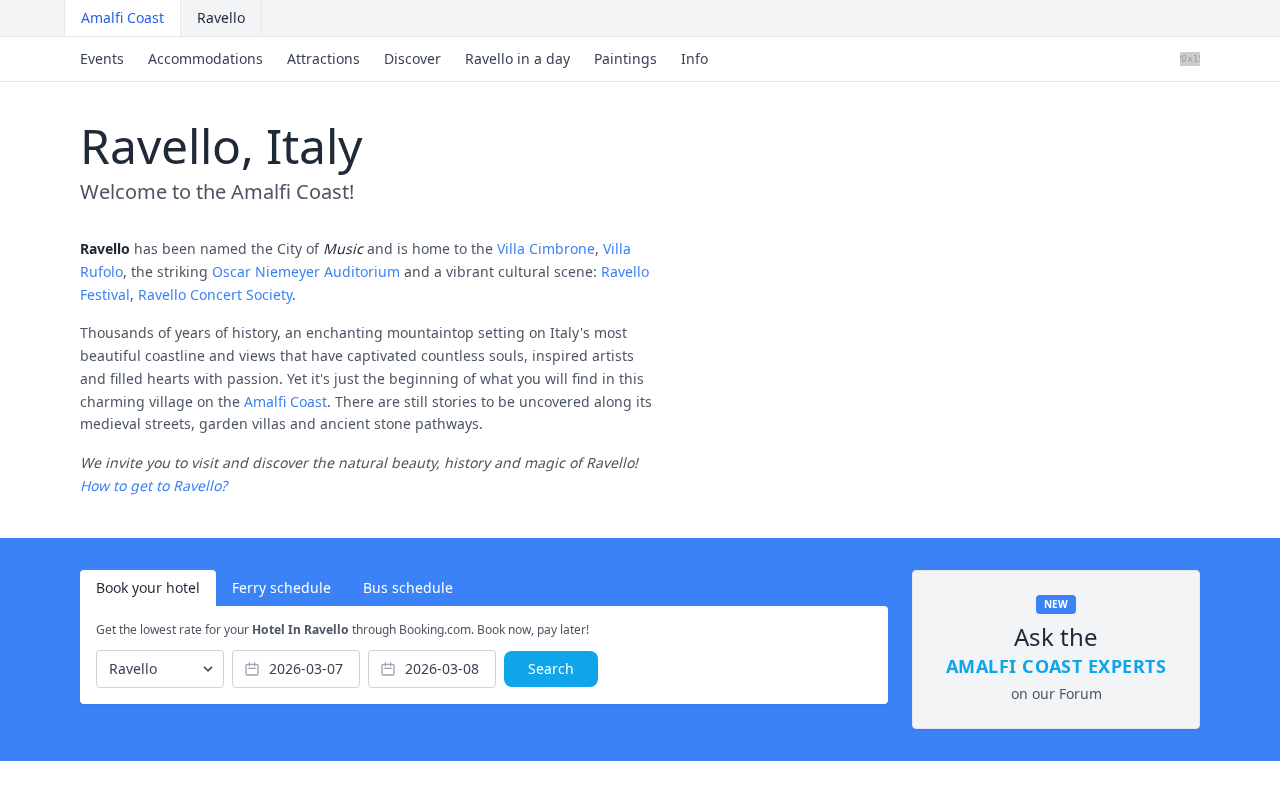 Amalfi Coast Ravello
Events Accommodations Attractions Discover Ravello in a day Paintings Info
Ravello, Italy
Welcome to the Amalfi Coast!
Ravello has been named the City of Music and is home to the Villa Cimbrone, Villa
Rufolo, the striking Oscar Niemeyer Auditorium and a vibrant cultural scene: Ravello
Festival, Ravello Concert Society.
Thousands of years of history, an enchanting mountaintop setting on Italy's most
beautiful coastline and views that have captivated countless souls, inspired artists
and filled hearts with passion. Yet it's just the beginning of what you will find in this
charming village on the Amalfi Coast. There are still stories to be uncovered along its
medieval streets, garden villas and ancient stone pathways.
We invite you to visit and discover the natural beauty, history and magic of Ravello!
How to get to Ravello?
Book your hotel Ferry schedule Bus schedule
Get the lowest rate for your Hotel In Ravello through Booking.com. Book now, pay later!
Ravello 2026-03-07 2026-03-08 Search
NEW
Ask the
AMALFI COAST EXPERTS
on our Forum